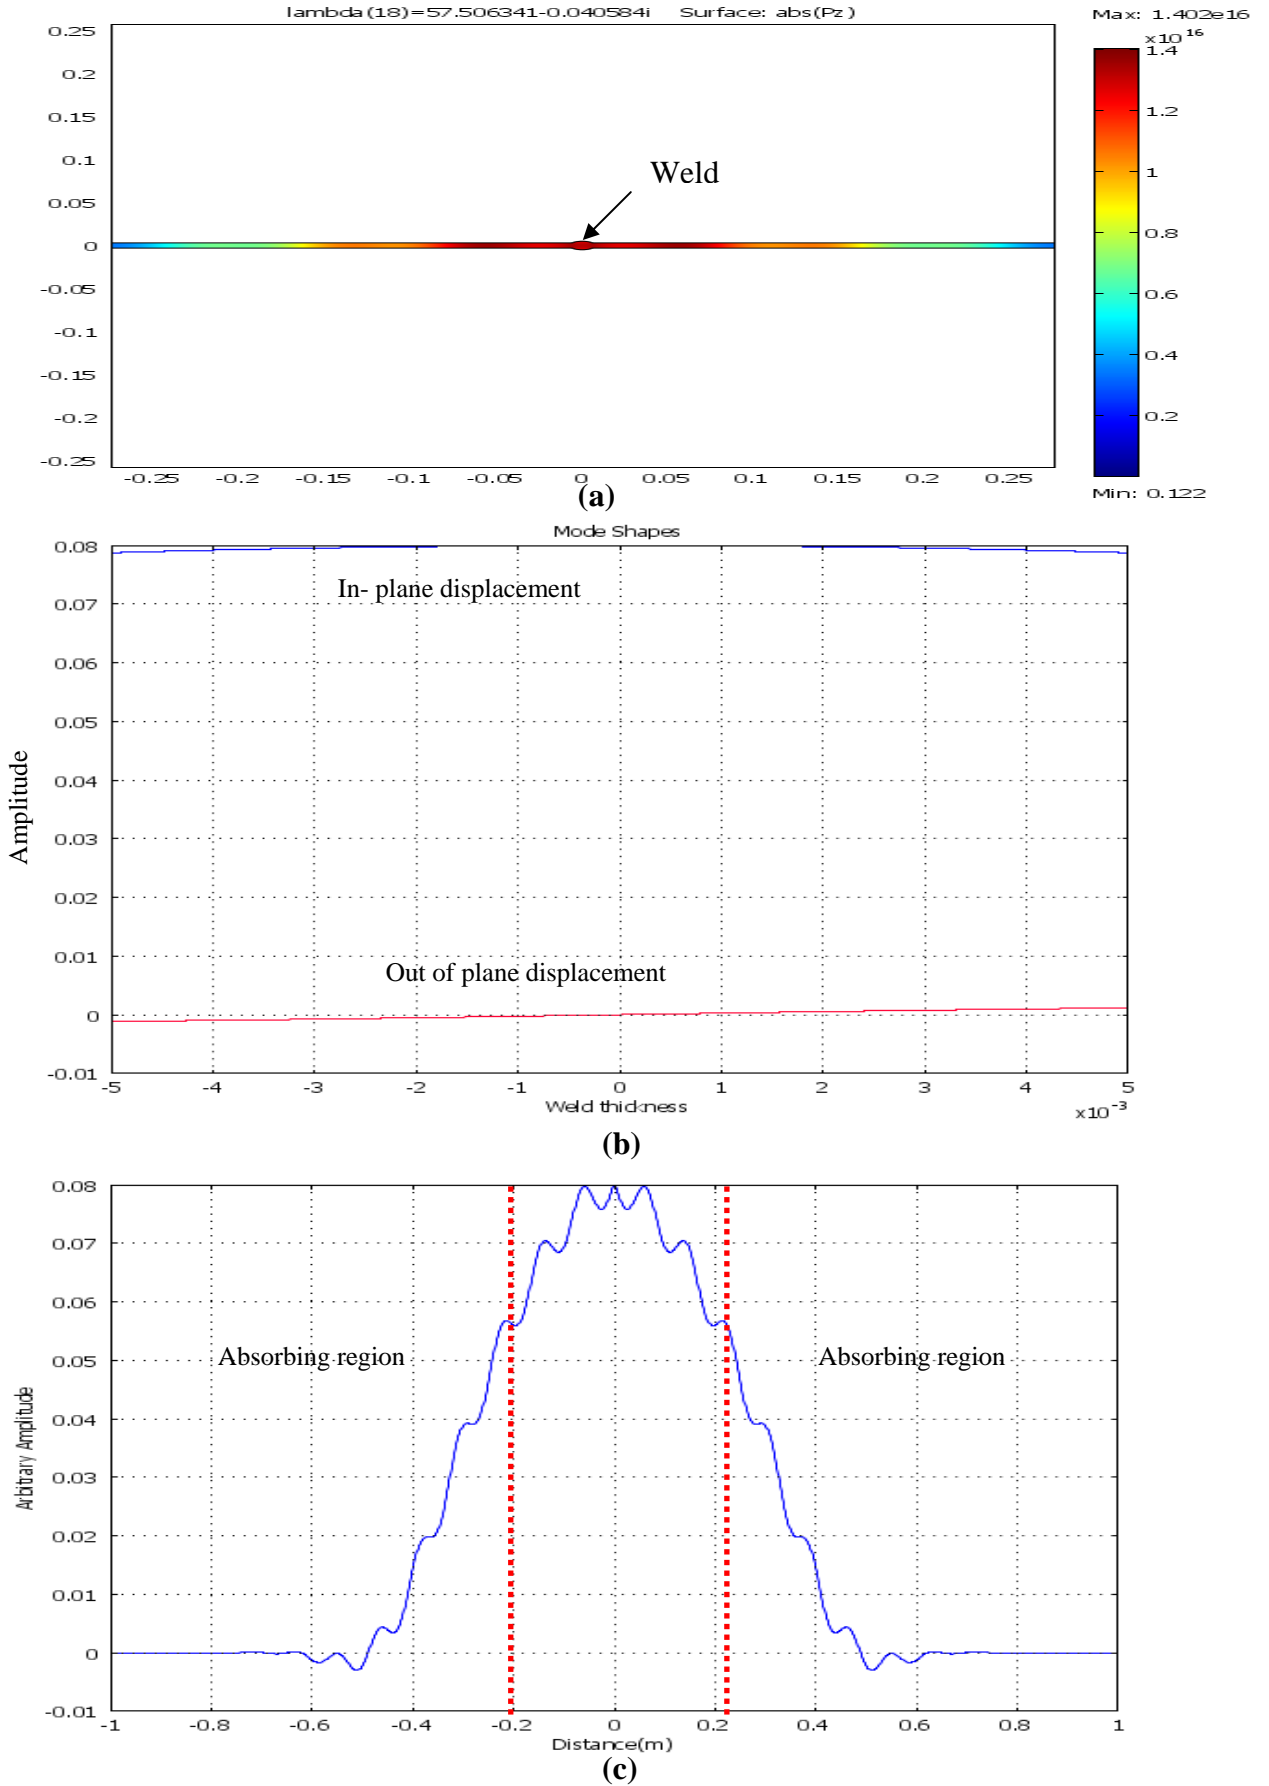 lambda(18)=57.506341-0.040584i Surface: abs(Pz)
Max: 1.402e16
x10^16
0.25
0.2
0.15
0.1
0.05
0
-0.05
-0.1
-0.15
-0.2
-0.25
Weld
1.4
1.2
1
0.8
0.6
0.4
0.2
-0.25 -0.2 -0.15 -0.1 -0.05 0 0.05 0.1 0.15 0.2 0.25
Min: 0.122
(a)
Mode Shapes
Amplitude
0.08
0.07
0.06
0.05
0.04
0.03
0.02
0.01
0
-0.01
In- plane displacement
Out of plane displacement
-5 -4 -3 -2 -1 0 1 2 3 4 5
Weld thickness
x10^-3
(b)
Arbitrary Amplitude
0.08
0.07
0.06
0.05
0.04
0.03
0.02
0.01
0
-0.01
Absorbing region Absorbing region
-1 -0.8 -0.6 -0.4 -0.2 0 0.2 0.4 0.6 0.8 1
Distance(m)
(c)